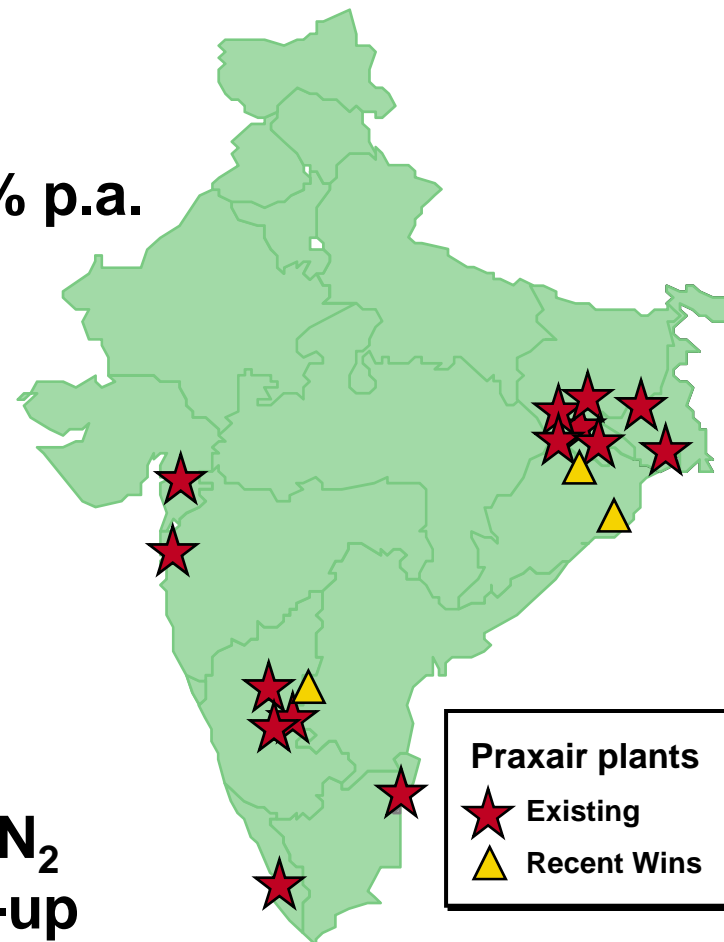 % p.a.
Praxair plants
Existing
Recent Wins
N₂
-up